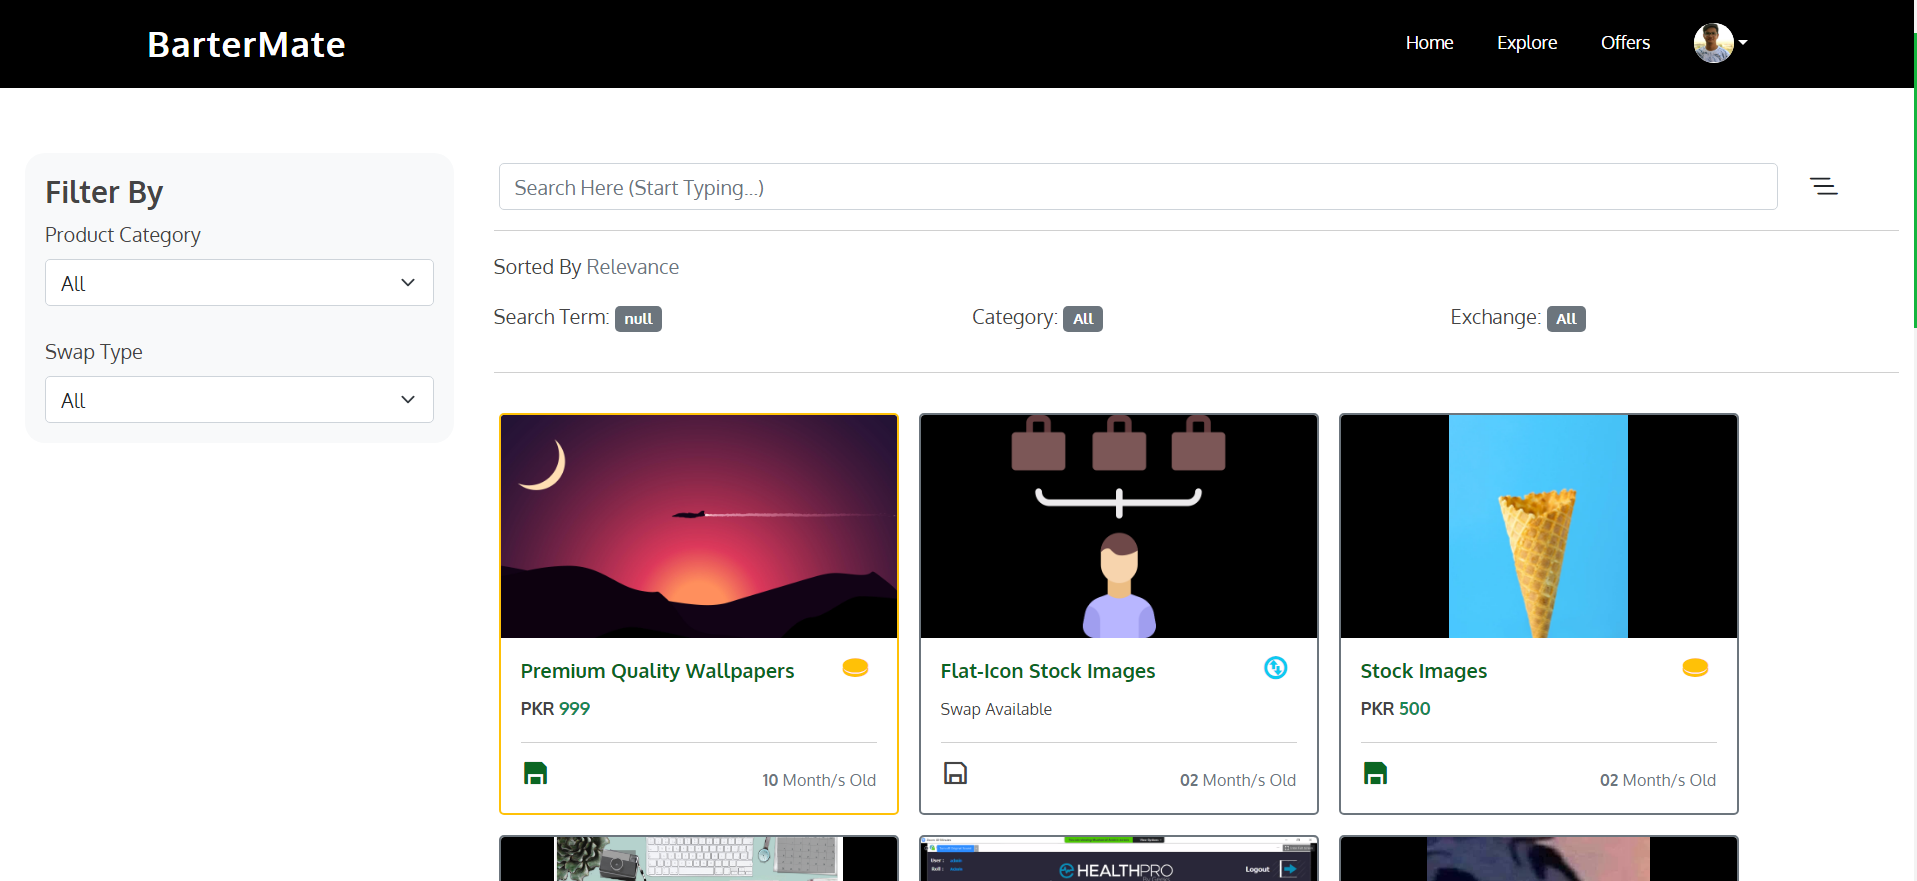 BarterMate
Home
Explore
Offers
Filter By
Product Category
All
Swap Type
All
Search Here (Start Typing...)
Sorted By Relevance
Search Term: null
Category: All
Exchange: All
Premium Quality Wallpapers
PKR 999
10 Month/s Old
Flat-Icon Stock Images
Swap Available
02 Month/s Old
Stock Images
PKR 500
02 Month/s Old
User :
admin
Logout
HEALTHPRO